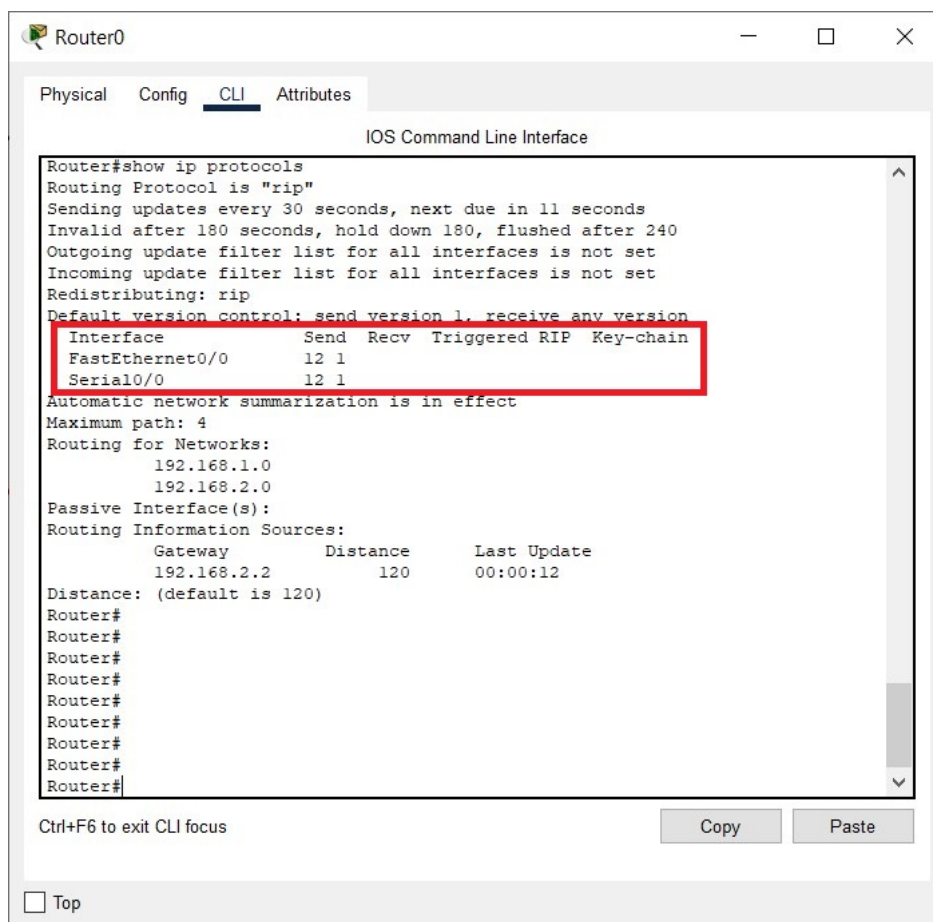 Router0
Physical Config CLI Attributes
IOS Command Line Interface
Router#show ip protocols
Routing Protocol is "rip"
Sending updates every 30 seconds, next due in 11 seconds
Invalid after 180 seconds, hold down 180, flushed after 240
Outgoing update filter list for all interfaces is not set
Incoming update filter list for all interfaces is not set
Redistributing: rip
Default version control: send version 1, receive any version
Interface Send Recv Triggered RIP Key-chain
FastEthernet0/0 12 1
Serial0/0 12 1
Automatic network summarization is in effect
Maximum path: 4
Routing for Networks:
192.168.1.0
192.168.2.0
Passive Interface(s):
Routing Information Sources:
Gateway Distance Last Update
192.168.2.2 120 00:00:12
Distance: (default is 120)
Router#
Router#
Router#
Router#
Router#
Router#
Router#
Router#
Router#
Ctrl+F6 to exit CLI focus
Copy Paste
Top